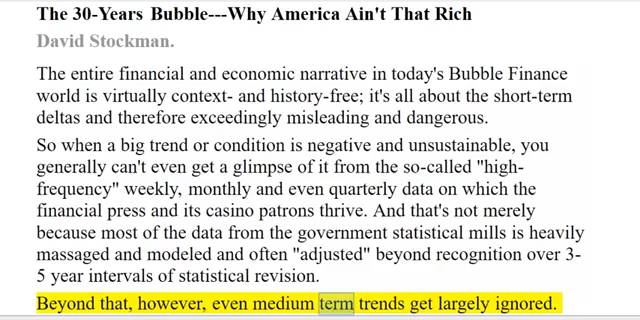 The 30-Years Bubble---Why America Ain't That Rich
David Stockman.
The entire financial and economic narrative in today's Bubble Finance
world is virtually context- and history-free; it's all about the short-term
deltas and therefore exceedingly misleading and dangerous.
So when a big trend or condition is negative and unsustainable, you
generally can't even get a glimpse of it from the so-called "high-
frequency" weekly, monthly and even quarterly data on which the
financial press and its casino patrons thrive. And that's not merely
because most of the data from the government statistical mills is heavily
massaged and modeled and often "adjusted" beyond recognition over 3-
5 year intervals of statistical revision.
Beyond that, however, even medium term trends get largely ignored.